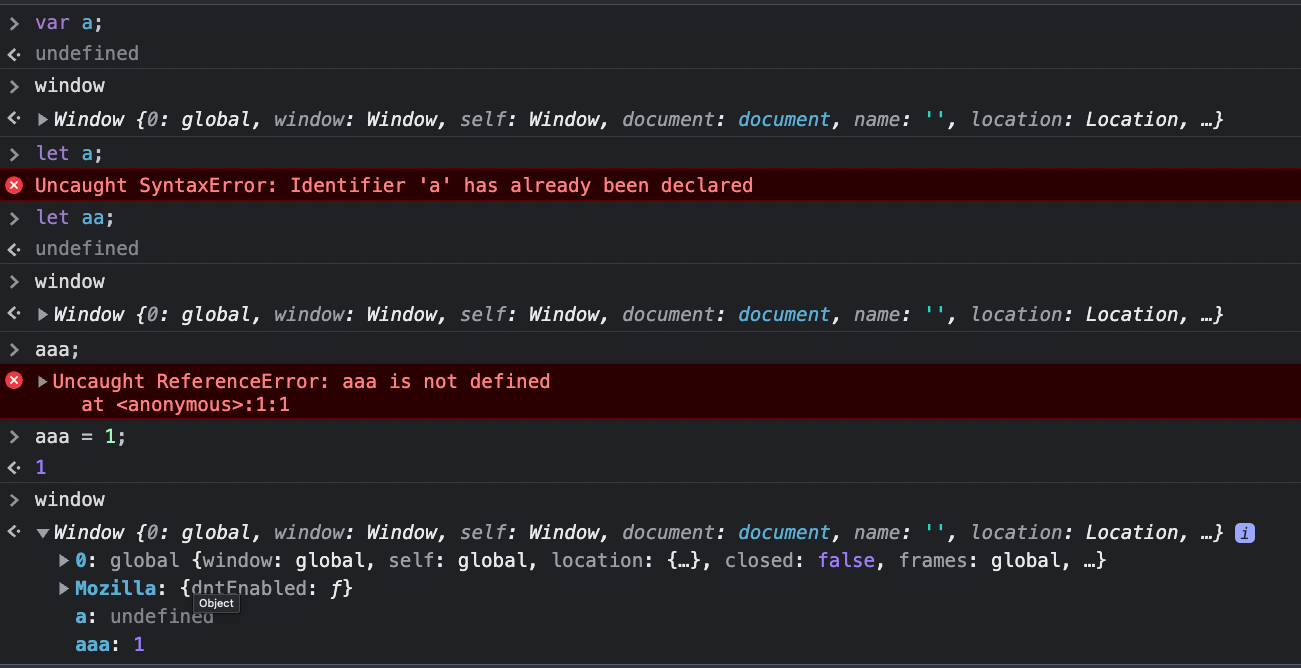 var a;
undefined
window
Window {0: global, window: Window, self: Window, document: document, name: '', location: Location, …}
let a;
Uncaught SyntaxError: Identifier 'a' has already been declared
let aa;
undefined
window
Window {0: global, window: Window, self: Window, document: document, name: '', location: Location, …}
aaa;
Uncaught ReferenceError: aaa is not defined
at <anonymous>:1:1
aaa = 1;
1
window
Window {0: global, window: Window, self: Window, document: document, name: '', location: Location, …} i
0: global {window: global, self: global, location: {…}, closed: false, frames: global, …}
Mozilla: {dntEnabled: ƒ}
Object
a: undefined
aaa: 1